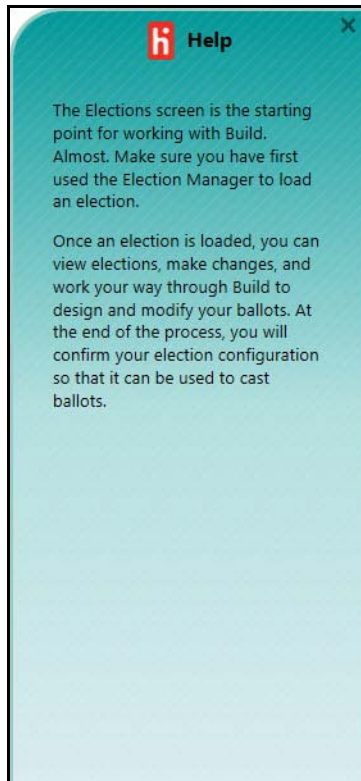 hi Help
The Elections screen is the starting
point for working with Build.
Almost. Make sure you have first
used the Election Manager to load
an election.
Once an election is loaded, you can
view elections, make changes, and
work your way through Build to
design and modify your ballots. At
the end of the process, you will
confirm your election configuration
so that it can be used to cast
ballots.